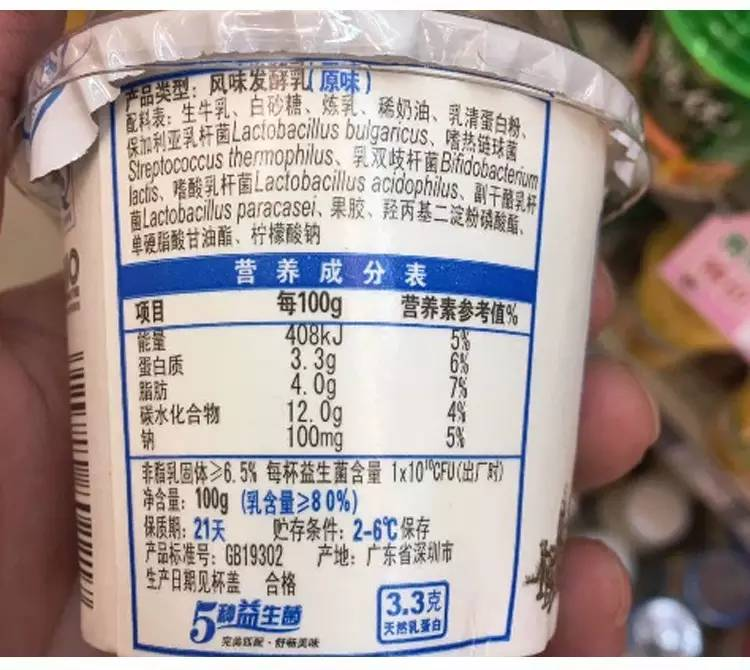 产品类型：风味发酵乳(原味)
配料表：生牛乳、白砂糖、炼乳、稀奶油、乳清蛋白粉、
保加利亚乳杆菌Lactobacillus bulgaricus、嗜热链球菌
Streptococcus thermophilus、乳双歧杆菌Bifidobacterium
lactis、嗜酸乳杆菌Lactobacillus acidophilus、副干酪乳杆
菌Lactobacillus paracasei、果胶、羟丙基二淀粉磷酸酯、
单硬脂酸甘油酯、柠檬酸钠
营养成分表
项目 每100g 营养素参考值%
能量 408kJ 5%
蛋白质 3.3g 6%
脂肪 4.0g 7%
碳水化合物 12.0g 4%
钠 100mg 5%
非脂乳固体≥6.5% 每杯益生菌含量 1x10¹⁰CFU(出厂时)
净含量：100g (乳含量≥80%)
保质期：21天 贮存条件：2-6℃保存
产品标准号：GB19302 产地：广东省深圳市
生产日期见杯盖 合格
5种益生菌
完美匹配·舒畅美味
3.3克
天然乳蛋白